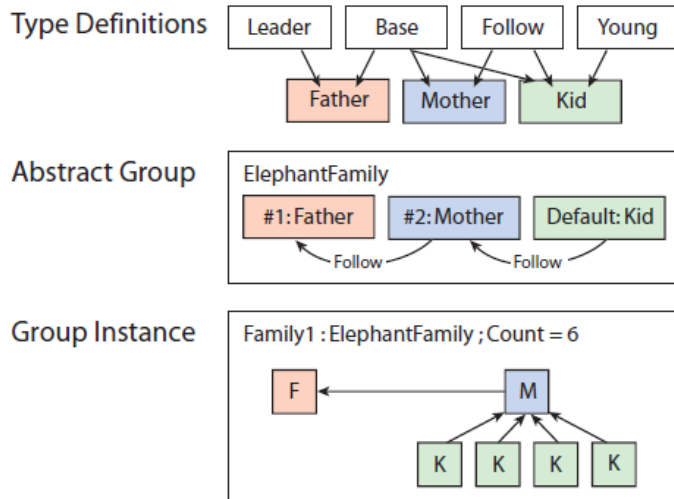 Type Definitions
Leader Base Follow Young
Father Mother Kid
Abstract Group
ElephantFamily
#1: Father #2: Mother Default: Kid
Follow Follow
Group Instance
Family1 : ElephantFamily ; Count = 6
F M
K K K K